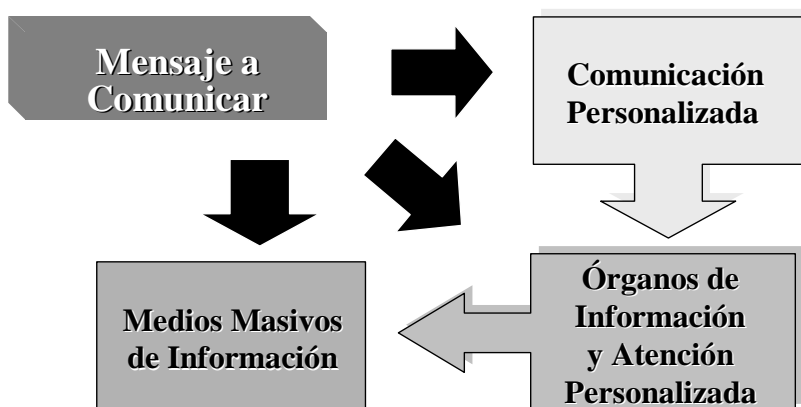 Mensaje a
Comunicar
Comunicación
Personalizada
Medios Masivos
de Información
Órganos de
Información
y Atención
Personalizada